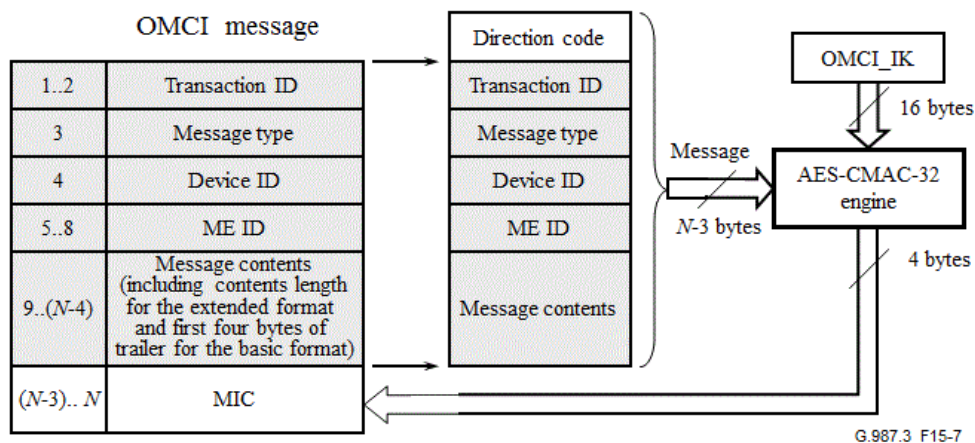 OMCI message
1..2
Transaction ID
3
Message type
4
Device ID
5..8
ME ID
9..(N-4)
Message contents
(including contents length
for the extended format
and first four bytes of
trailer for the basic format)
(N-3).. N
MIC
Direction code
Transaction ID
Message type
Device ID
ME ID
Message contents
Message
N-3 bytes
OMCI_IK
16 bytes
AES-CMAC-32
engine
4 bytes
G.987.3_F15-7